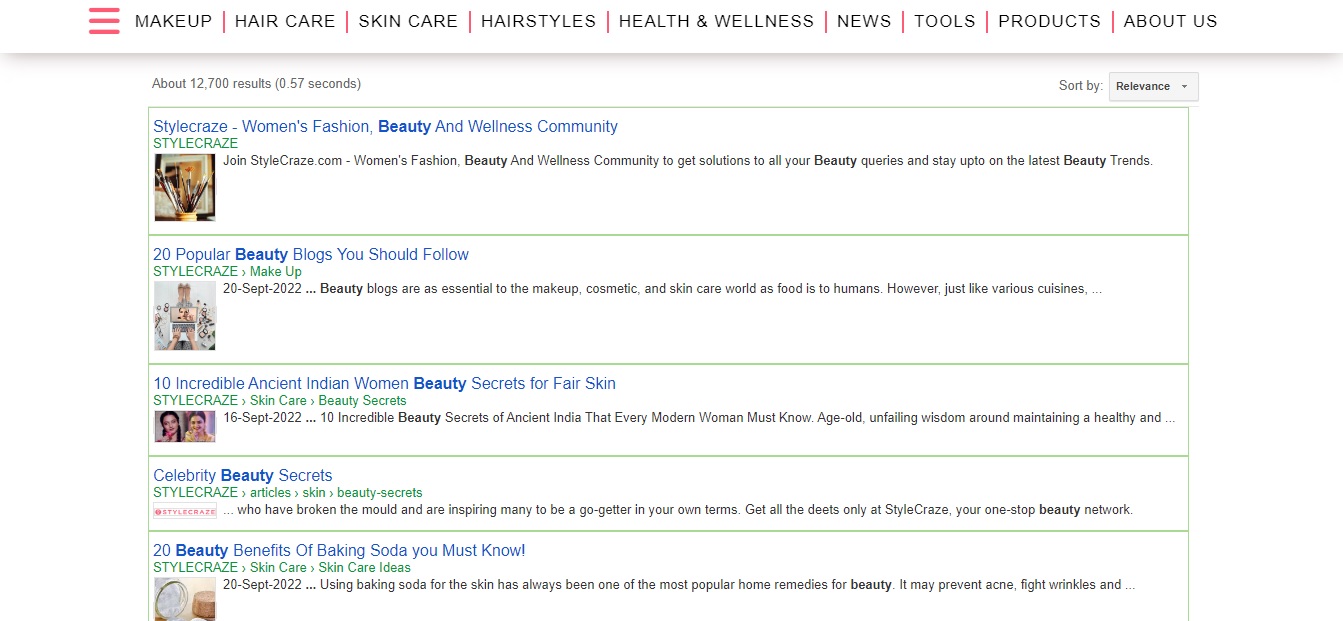 MAKEUP | HAIR CARE | SKIN CARE | HAIRSTYLES | HEALTH & WELLNESS | NEWS | TOOLS | PRODUCTS | ABOUT US
About 12,700 results (0.57 seconds)
Sort by: Relevance
Stylecraze - Women's Fashion, Beauty And Wellness Community
STYLECRAZE
Join StyleCraze.com - Women's Fashion, Beauty And Wellness Community to get solutions to all your Beauty queries and stay upto on the latest Beauty Trends.
20 Popular Beauty Blogs You Should Follow
STYLECRAZE › Make Up
20-Sept-2022 ... Beauty blogs are as essential to the makeup, cosmetic, and skin care world as food is to humans. However, just like various cuisines, ...
10 Incredible Ancient Indian Women Beauty Secrets for Fair Skin
STYLECRAZE › Skin Care › Beauty Secrets
16-Sept-2022 ... 10 Incredible Beauty Secrets of Ancient India That Every Modern Woman Must Know. Age-old, unfailing wisdom around maintaining a healthy and ...
Celebrity Beauty Secrets
STYLECRAZE › articles › skin › beauty-secrets
STYLECRAZE
... who have broken the mould and are inspiring many to be a go-getter in your own terms. Get all the deets only at StyleCraze, your one-stop beauty network.
20 Beauty Benefits Of Baking Soda you Must Know!
STYLECRAZE › Skin Care › Skin Care Ideas
20-Sept-2022 ... Using baking soda for the skin has always been one of the most popular home remedies for beauty. It may prevent acne, fight wrinkles and ...